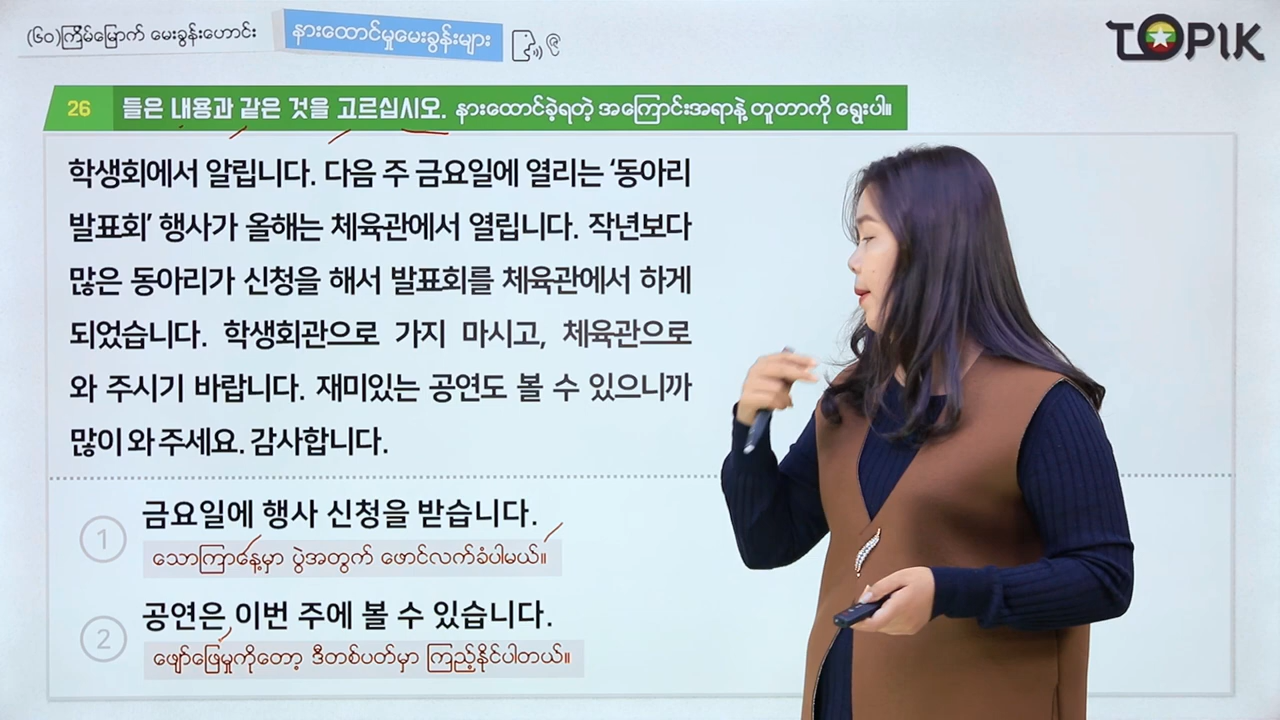 (၆၀)ကြိမ်မြောက် မေးခွန်းဟောင်း
နားထောင်မှုမေးခွန်းများ
TOPIK
26 들은 내용과 같은 것을 고르십시오. နားထောင်ခဲ့ရတဲ့ အကြောင်းအရာနဲ့ တူတာကို ရွေးပါ။
학생회에서 알립니다. 다음 주 금요일에 열리는 ‘동아리
발표회’ 행사가 올해는 체육관에서 열립니다. 작년보다
많은 동아리가 신청을 해서 발표회를 체육관에서 하게
되었습니다. 학생회관으로 가지 마시고, 체육관으로
와 주시기 바랍니다. 재미있는 공연도 볼 수 있으니까
많이 와 주세요. 감사합니다.
1 금요일에 행사 신청을 받습니다.
သောကြာနေ့မှာ ပွဲအတွက် ဖောင်လက်ခံပါမယ်။
2 공연은 이번 주에 볼 수 있습니다.
ဖျော်ဖြေမှုကိုတော့ ဒီတစ်ပတ်မှာ ကြည့်နိုင်ပါတယ်။